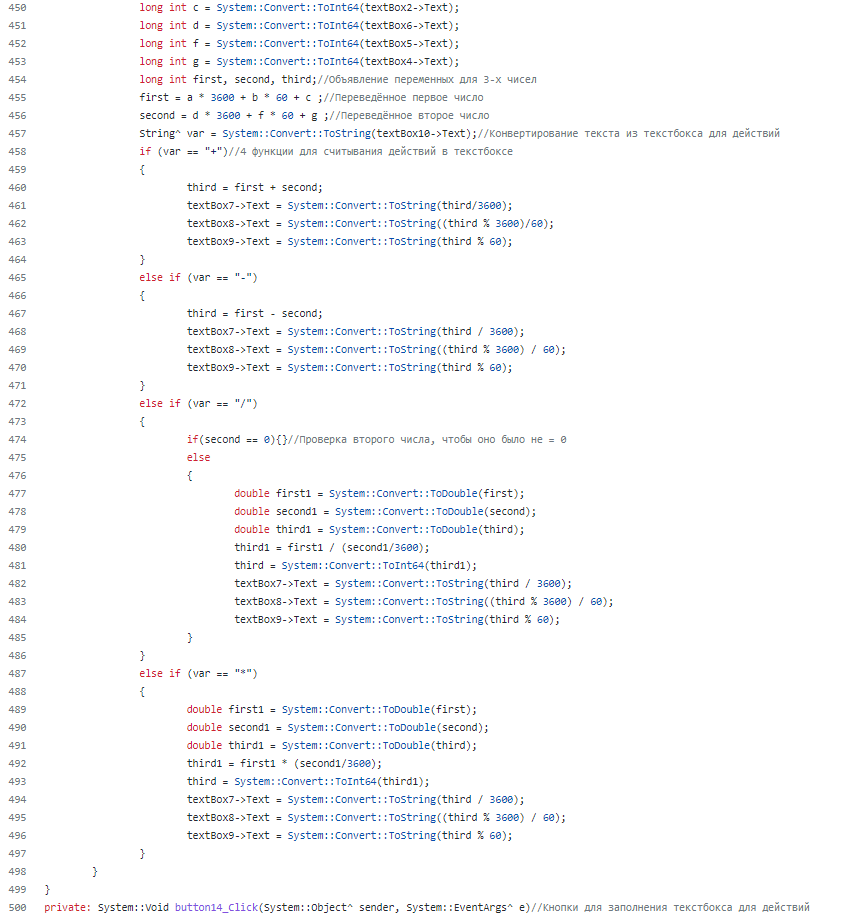 450 long int c = System::Convert::ToInt64(textBox2->Text);
451 long int d = System::Convert::ToInt64(textBox6->Text);
452 long int f = System::Convert::ToInt64(textBox5->Text);
453 long int g = System::Convert::ToInt64(textBox4->Text);
454 long int first, second, third;//Объявление переменных для 3-х чисел
455 first = a * 3600 + b * 60 + c ;//Переведённое первое число
456 second = d * 3600 + f * 60 + g ;//Переведённое второе число
457 String^ var = System::Convert::ToString(textBox10->Text);//Конвертирование текста из текстбокса для действий
458 if (var == "+")//4 функции для считывания действий в текстбоксе
459 {
460 third = first + second;
461 textBox7->Text = System::Convert::ToString(third/3600);
462 textBox8->Text = System::Convert::ToString((third % 3600)/60);
463 textBox9->Text = System::Convert::ToString(third % 60);
464 }
465 else if (var == "-")
466 {
467 third = first - second;
468 textBox7->Text = System::Convert::ToString(third / 3600);
469 textBox8->Text = System::Convert::ToString((third % 3600) / 60);
470 textBox9->Text = System::Convert::ToString(third % 60);
471 }
472 else if (var == "/")
473 {
474 if(second == 0){}//Проверка второго числа, чтобы оно было не = 0
475 else
476 {
477 double first1 = System::Convert::ToDouble(first);
478 double second1 = System::Convert::ToDouble(second);
479 double third1 = System::Convert::ToDouble(third);
480 third1 = first1 / (second1/3600);
481 third = System::Convert::ToInt64(third1);
482 textBox7->Text = System::Convert::ToString(third / 3600);
483 textBox8->Text = System::Convert::ToString((third % 3600) / 60);
484 textBox9->Text = System::Convert::ToString(third % 60);
485 }
486 }
487 else if (var == "*")
488 {
489 double first1 = System::Convert::ToDouble(first);
490 double second1 = System::Convert::ToDouble(second);
491 double third1 = System::Convert::ToDouble(third);
492 third1 = first1 * (second1/3600);
493 third = System::Convert::ToInt64(third1);
494 textBox7->Text = System::Convert::ToString(third / 3600);
495 textBox8->Text = System::Convert::ToString((third % 3600) / 60);
496 textBox9->Text = System::Convert::ToString(third % 60);
497 }
498 }
499 }
500 private: System::Void button14_Click(System::Object^ sender, System::EventArgs^ e)//Кнопки для заполнения текстбокса для действий